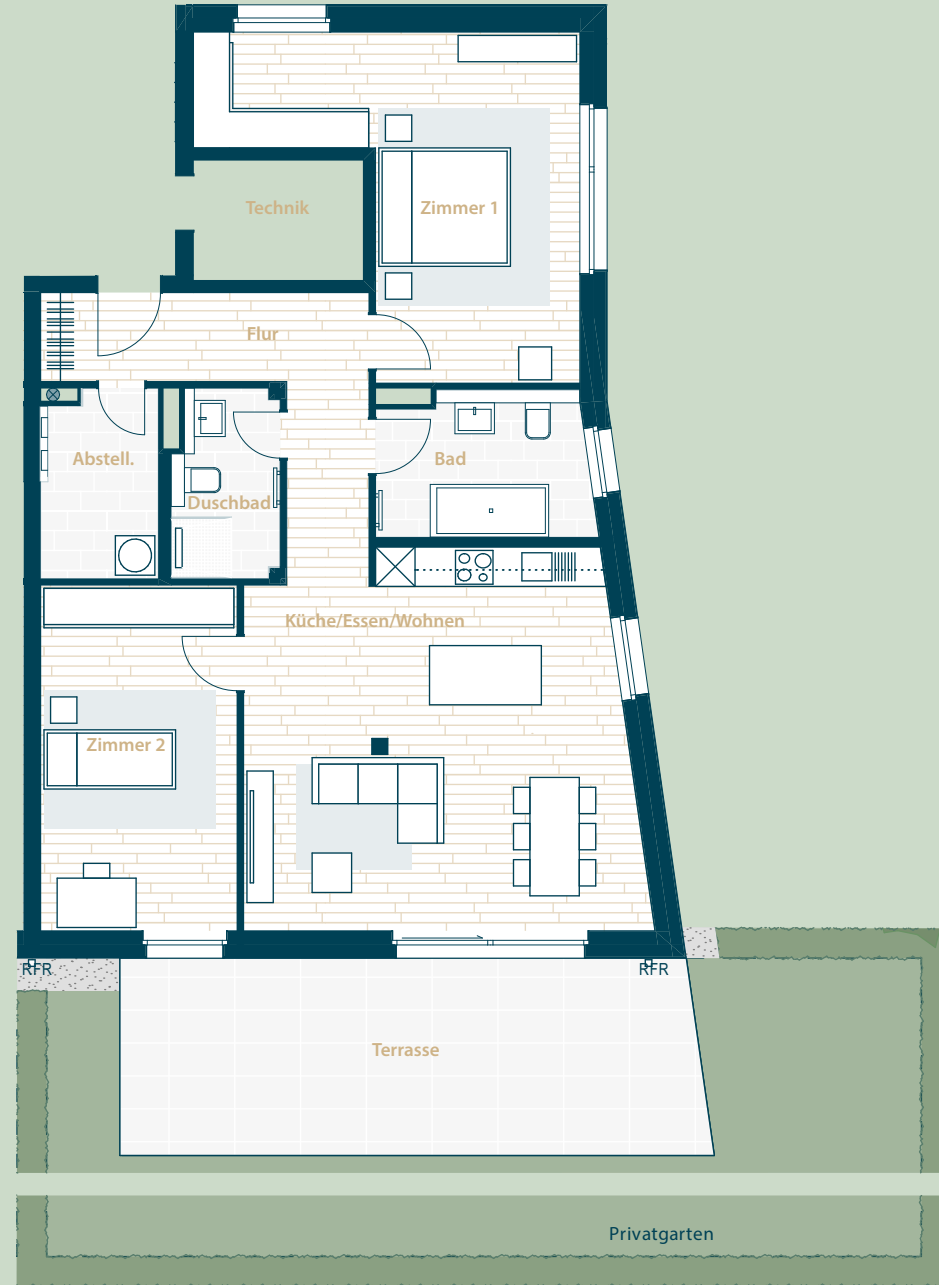 Technik
Zimmer 1
Flur
Abstell.
Duschbad
Bad
Küche/Essen/Wohnen
Zimmer 2
RFR
RFR
Terrasse
Privatgarten